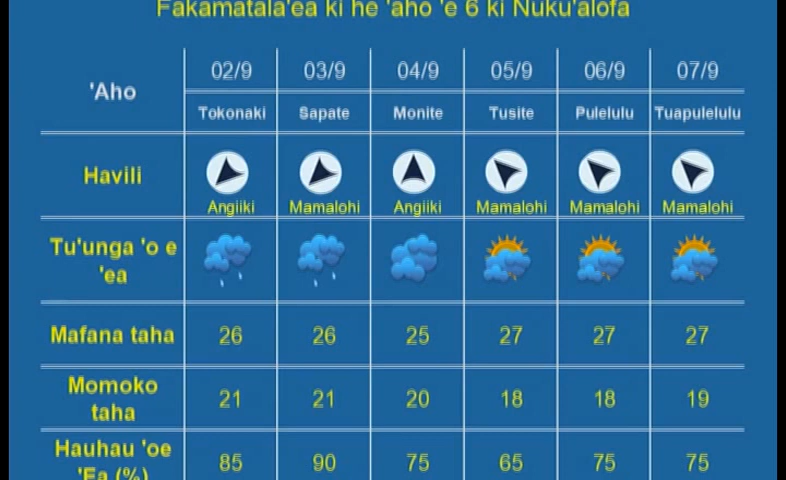 Fakamatala'ea ki he 'aho 'e 6 ki Nuku'alofa
'Aho 02/9 03/9 04/9 05/9 06/9 07/9
Tokonaki Sapate Monite Tusite Pulelulu Tuapulelulu
Havili
Angiiki Mamalohi Angiiki Mamalohi Mamalohi Mamalohi
Tu'unga 'o e
'ea
Mafana taha 26 26 25 27 27 27
Momoko
taha 21 21 20 18 18 19
Hauhau 'oe
'Ea (%) 85 90 75 65 75 75